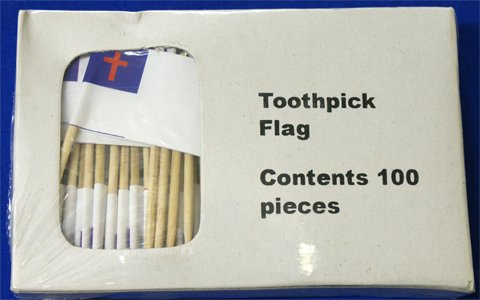 Toothpick
Flag
Contents 100
pieces